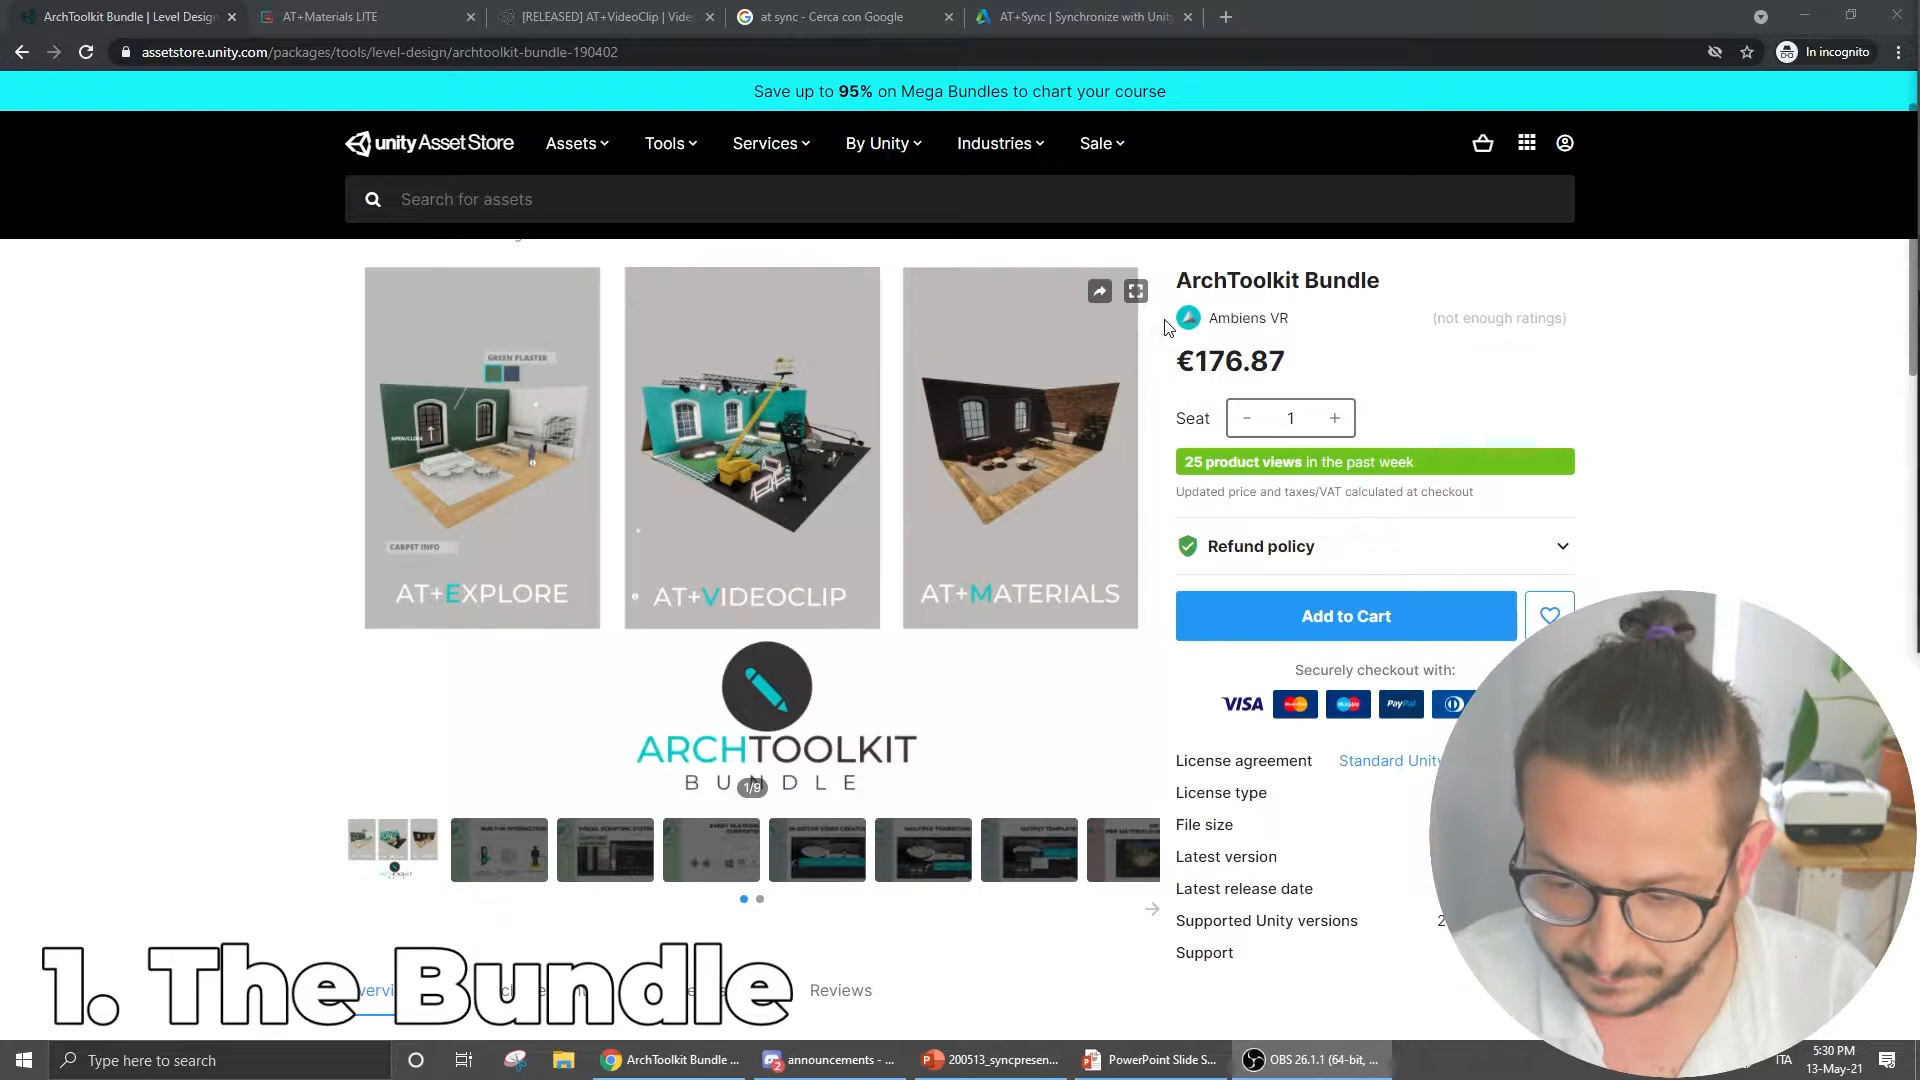 ArchToolkit Bundle | Level Design
AT+Materials LITE
[RELEASED] AT+VideoClip | Vide
at sync - Cerca con Google
AT+Sync | Synchronize with Unity
assetstore.unity.com/packages/tools/level-design/archtoolkit-bundle-190402
In incognito
Save up to 95% on Mega Bundles to chart your course
unity Asset Store
Assets
Tools
Services
By Unity
Industries
Sale
Search for assets
GREEN PLASTER
OPEN/CLOSE
CARPET INFO
AT+EXPLORE
AT+VIDEOCLIP
AT+MATERIALS
ARCHTOOLKIT
BUNDLE
1/9
ArchToolkit Bundle
Ambiens VR
(not enough ratings)
€176.87
Seat
- 1 +
25 product views in the past week
Updated price and taxes/VAT calculated at checkout
Refund policy
Add to Cart
Securely checkout with:
VISA
PayPal
License agreement
Standard Unity
License type
File size
Latest version
Latest release date
Supported Unity versions
2
Support
Reviews
1. The Bundle
Type here to search
ArchToolkit Bundle ...
2
announcements - ...
200513_syncpresen...
PowerPoint Slide S...
OBS 26.1.1 (64-bit, ...
ITA
5:30 PM
13-May-21